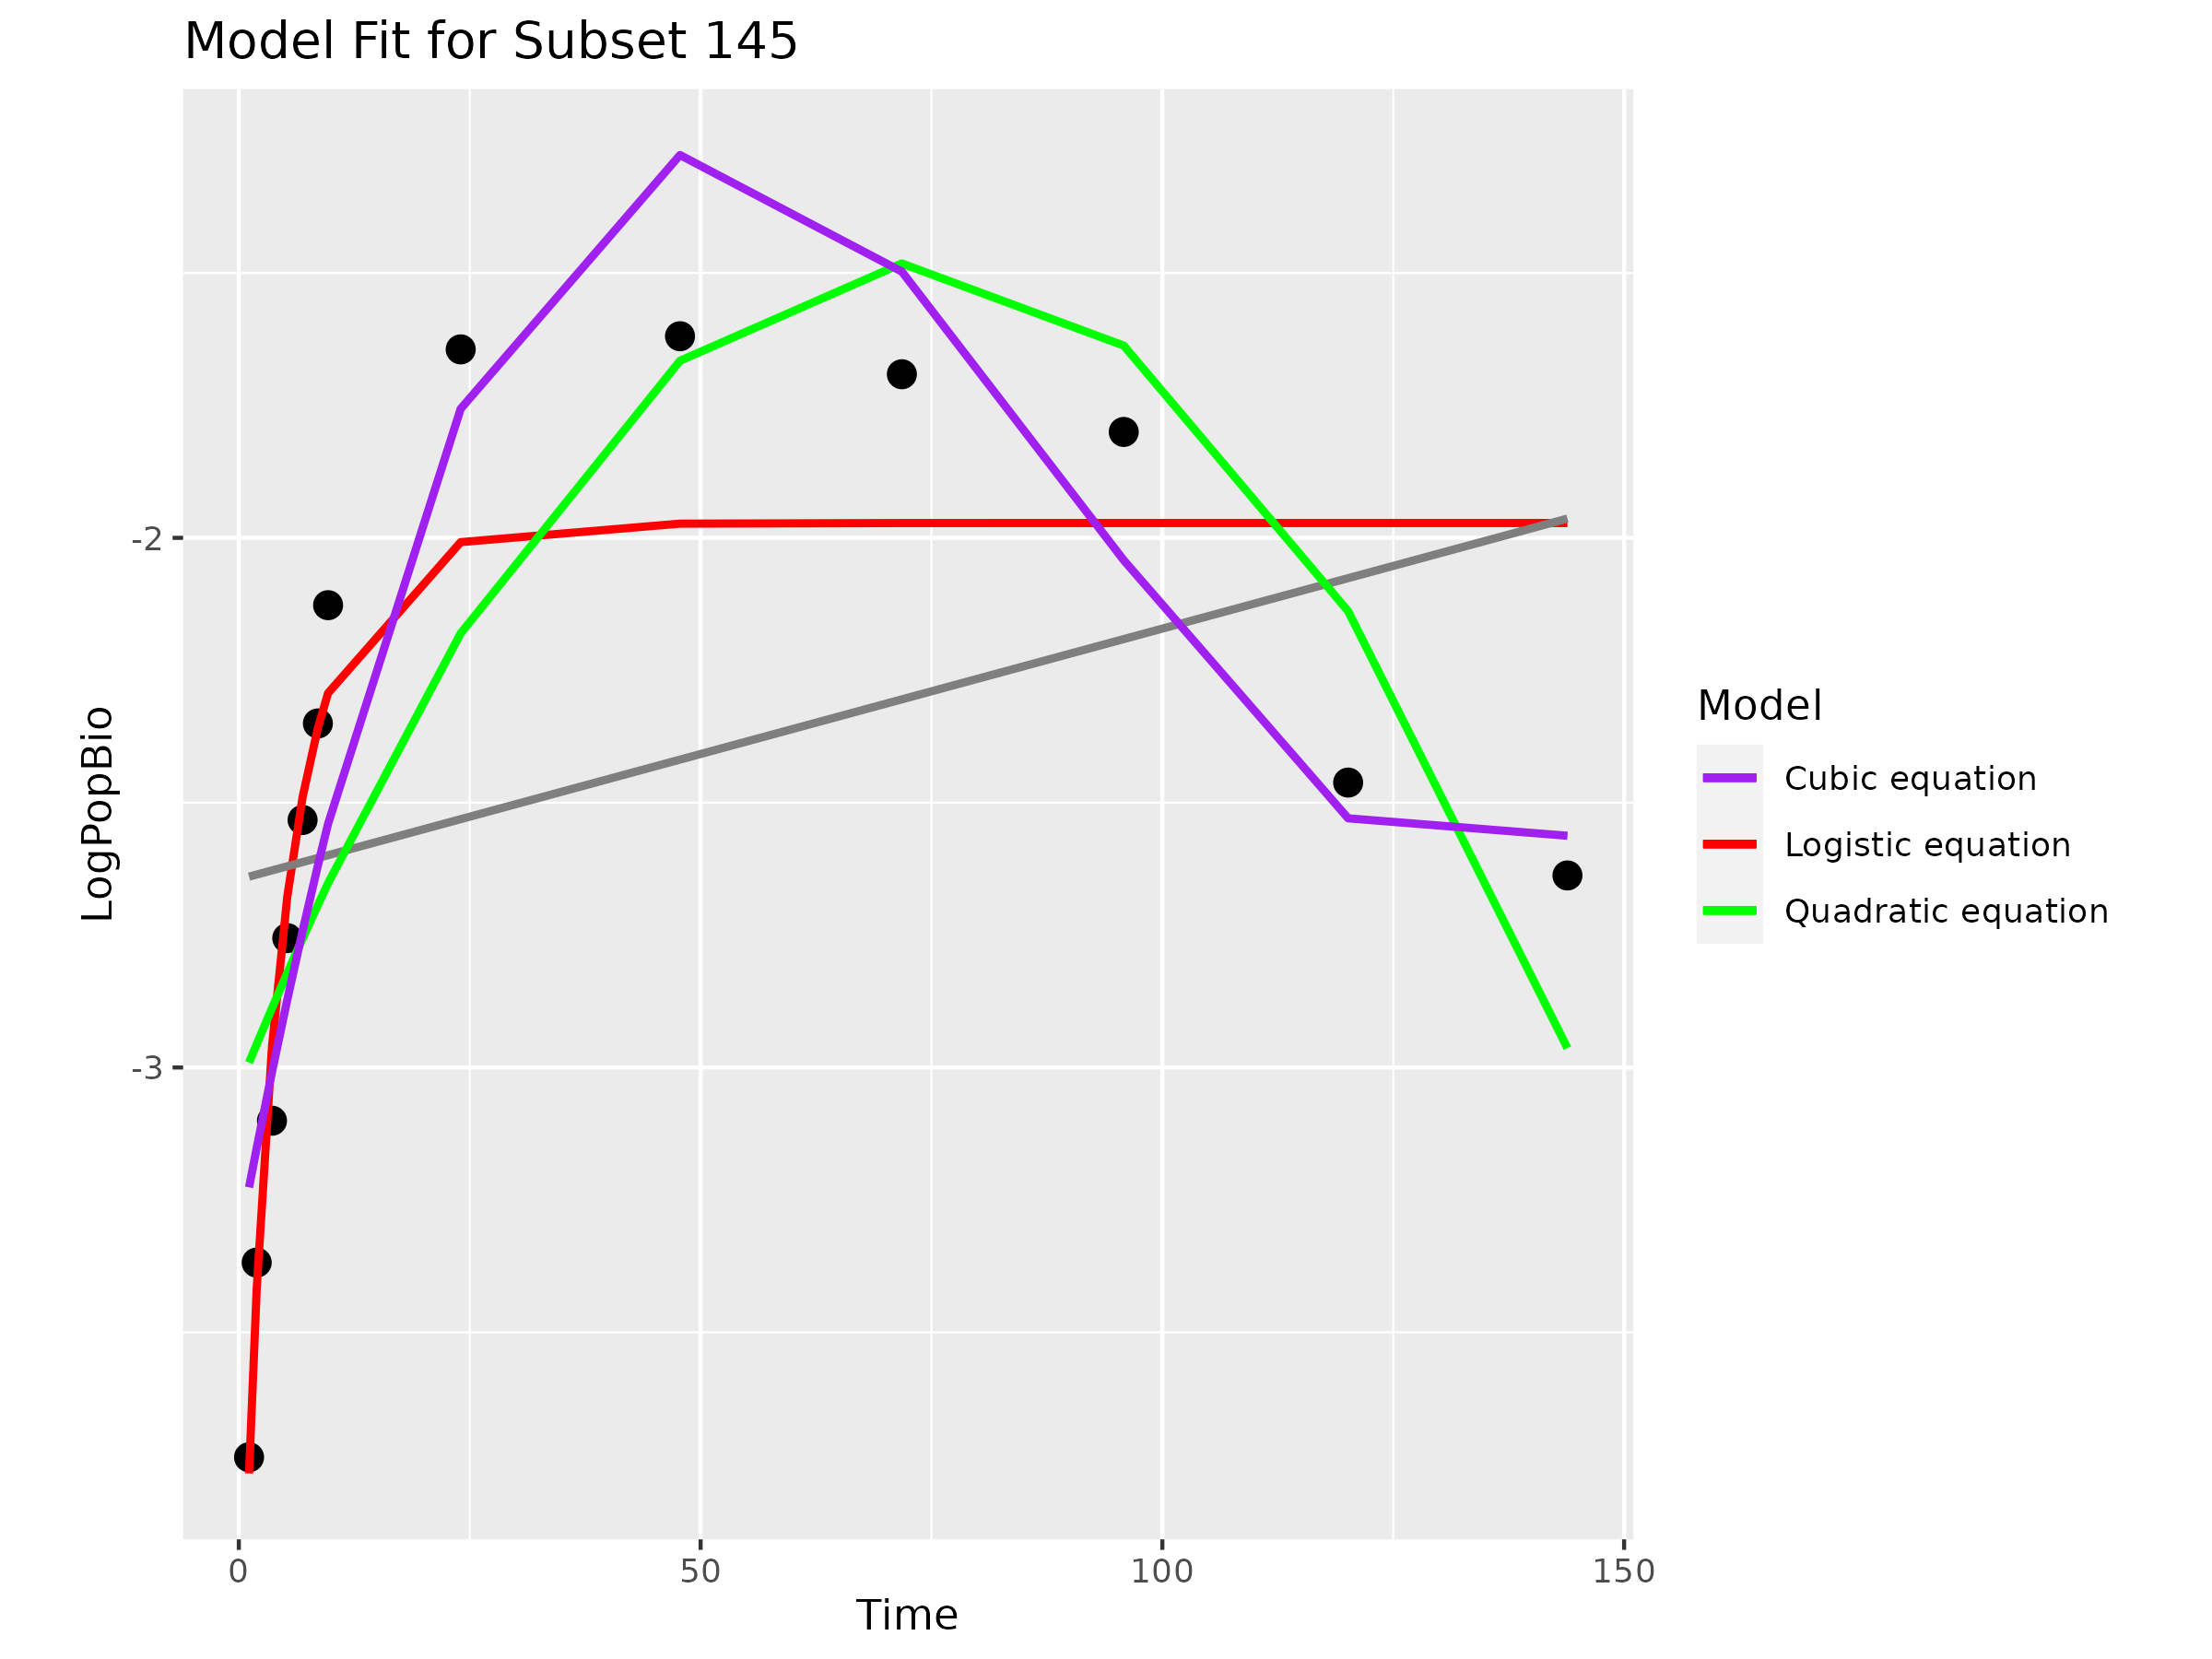 Model Fit for Subset 145
LogPopBio
-2
-3
0
50
100
150
Time
Model
Cubic equation
Logistic equation
Quadratic equation